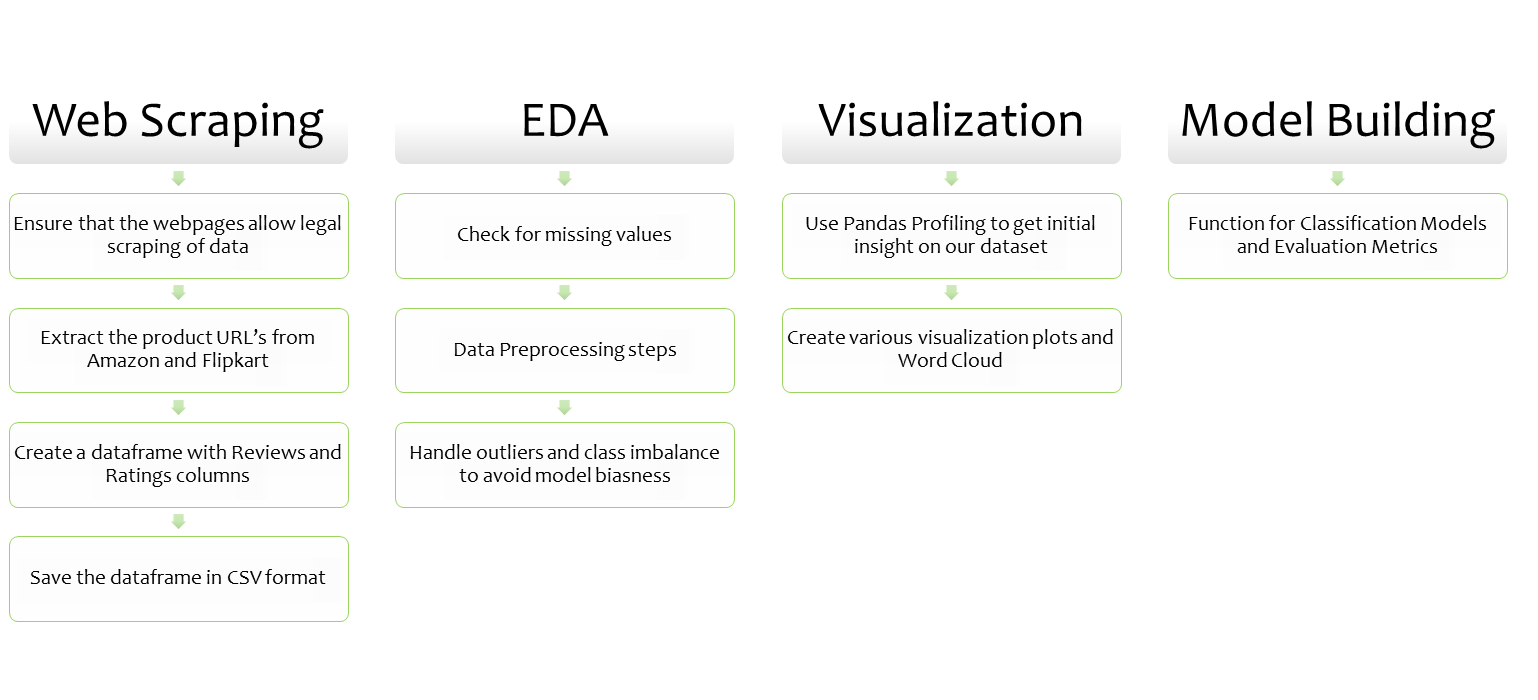 Web Scraping
Ensure that the webpages allow legal
scraping of data
Extract the product URL’s from
Amazon and Flipkart
Create a dataframe with Reviews and
Ratings columns
Save the dataframe in CSV format
EDA
Check for missing values
Data Preprocessing steps
Handle outliers and class imbalance
to avoid model biasness
Visualization
Use Pandas Profiling to get initial
insight on our dataset
Create various visualization plots and
Word Cloud
Model Building
Function for Classification Models
and Evaluation Metrics